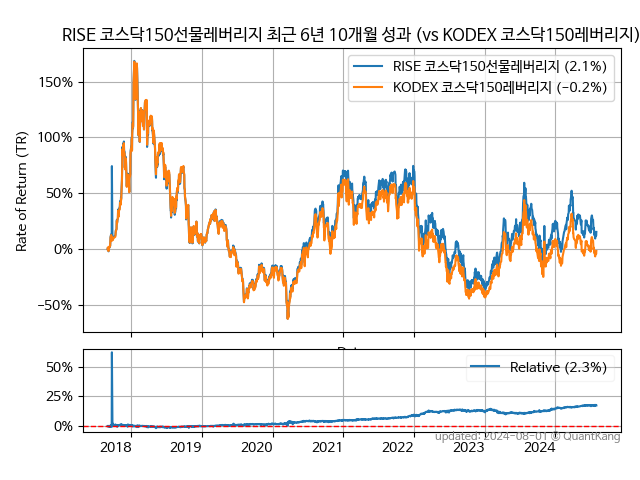 RISE 코스닥150선물레버리지 최근 6년 10개월 성과 (vs KODEX 코스닥150레버리지)
RISE 코스닥150선물레버리지 (2.1%)
KODEX 코스닥150레버리지 (-0.2%)
Rate of Return (TR)
150%
100%
50%
0%
-50%
Relative (2.3%)
50%
25%
0%
2018 2019 2020 2021 2022 2023 2024
updated: 2024-08-01 © QuantKang